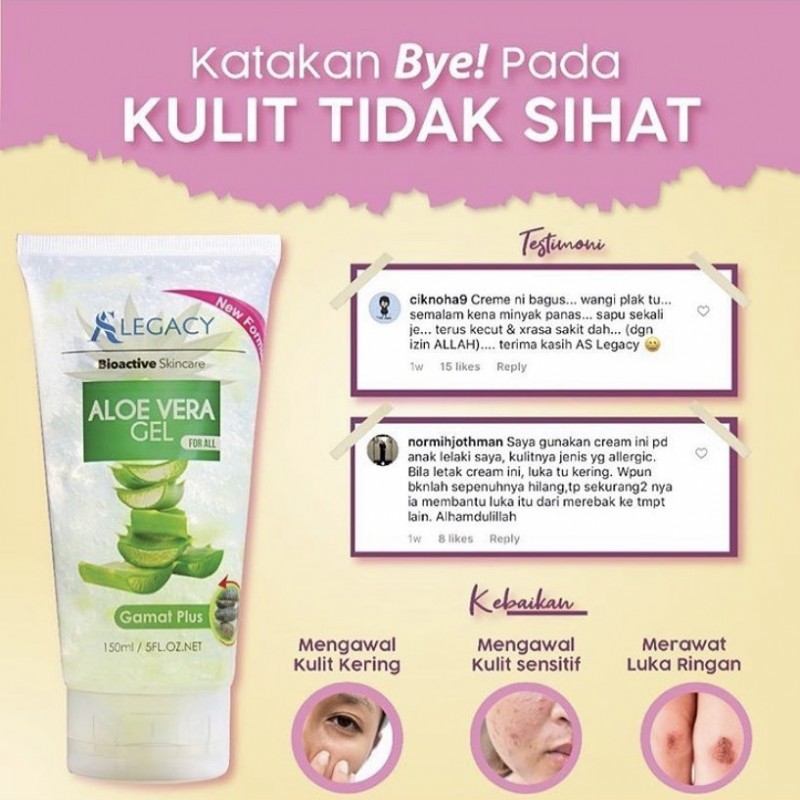 Katakan Bye! Pada
KULIT TIDAK SIHAT
Testimoni
ciknoha9 Creme ni bagus... wangi plak tu...
semalam kena minyak panas... sapu sekali
je... terus kecut & xrasa sakit dah... (dgn
izin ALLAH).... terima kasih AS Legacy
1w 15 likes Reply
normihjothman Saya gunakan cream ini pd
anak lelaki saya, kulitnya jenis yg allergic.
Bila letak cream ini, luka tu kering. Wpun
bknlah sepenuhnya hilang,tp sekurang2 nya
ia membantu luka itu dari merebak ke tmpt
lain. Alhamdulillah
1w 8 likes Reply
AS LEGACY
New
Bioactive Skincare
ALOE VERA
GEL
FOR ALL
Gamat Plus
150ml / 5FL.OZ.NET
Kebaikan
Mengawal
Kulit Kering
Mengawal
Kulit sensitif
Merawat
Luka Ringan